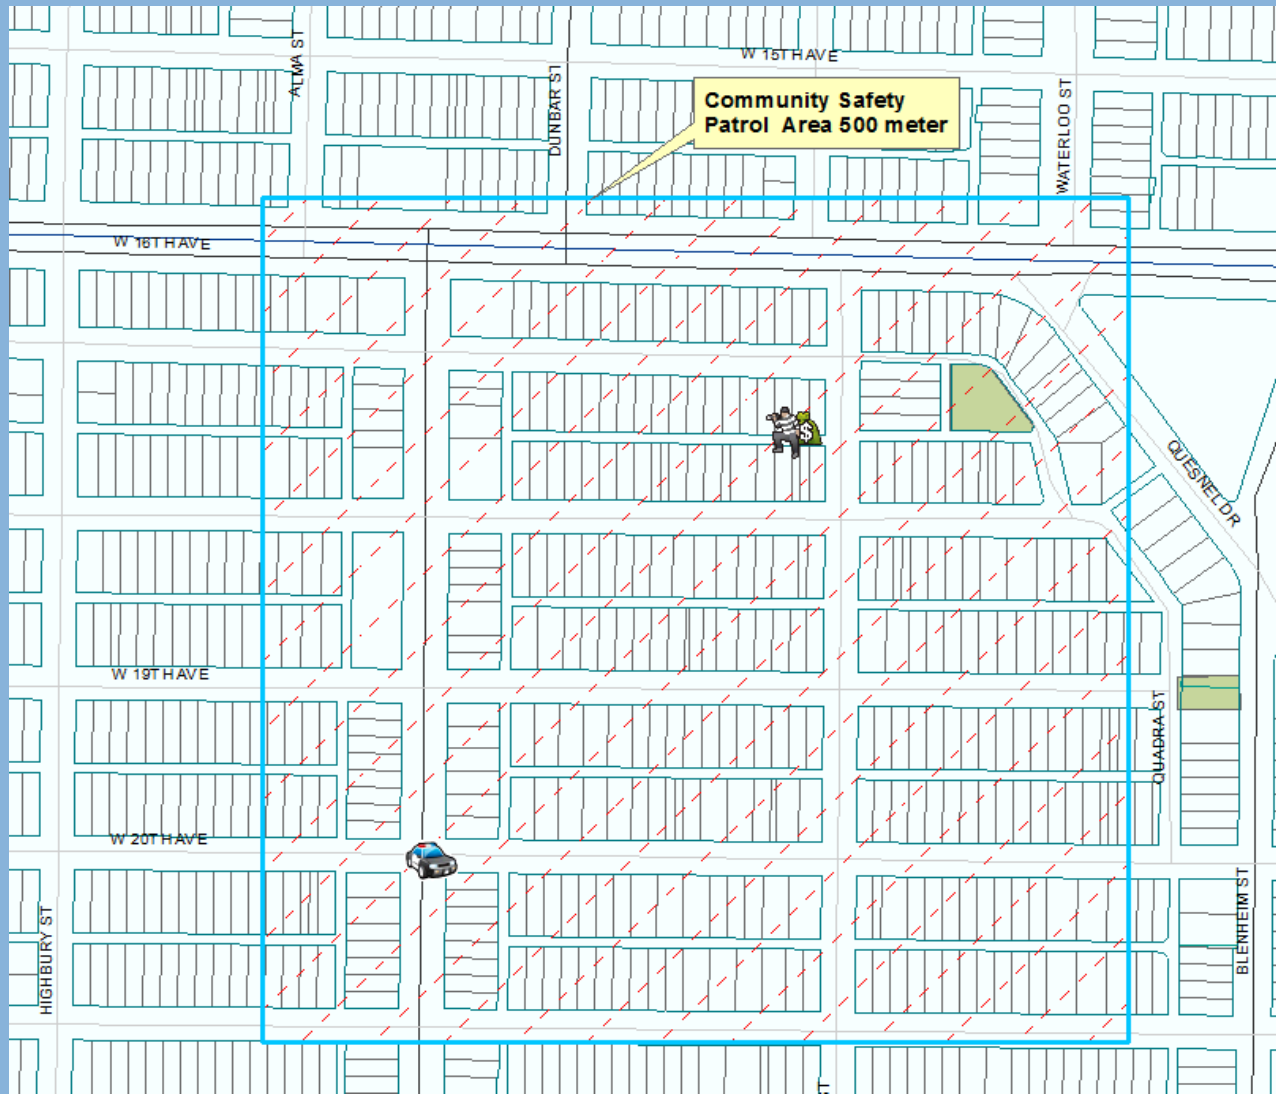 ALMA ST
W 15TH AVE
DUNBAR ST
Community Safety
Patrol Area 500 meter
WATERLOO ST
W 16TH AVE
$
QUESNEL DR
W 19TH AVE
QUADRA ST
W 20TH AVE
HIGHBURY ST
BLENHEIM ST
ST